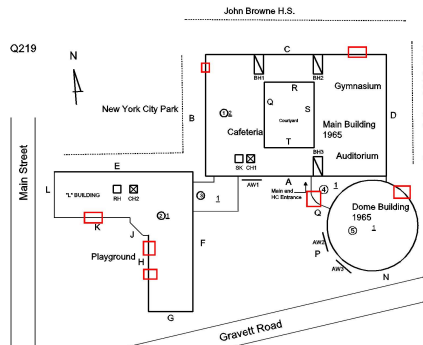 John Browne H.S.
Q219
C
N
BH1
BH2
Gymnasium
R
New York City Park
Q
S
B
D
1 2
Courtyard
Main Building
1965
Cafeteria
T
Auditorium
Main Street
E
SK
CH1
BH3
L
A
AW1
Main and
HC Entrance
4
1
"L" BUILDING
RH
CH2
3
1
Dome Building
1965
Q
2 1
K
J
F
AW2
5
1
P
Playground
H
AW3
N
G
Gravett Road